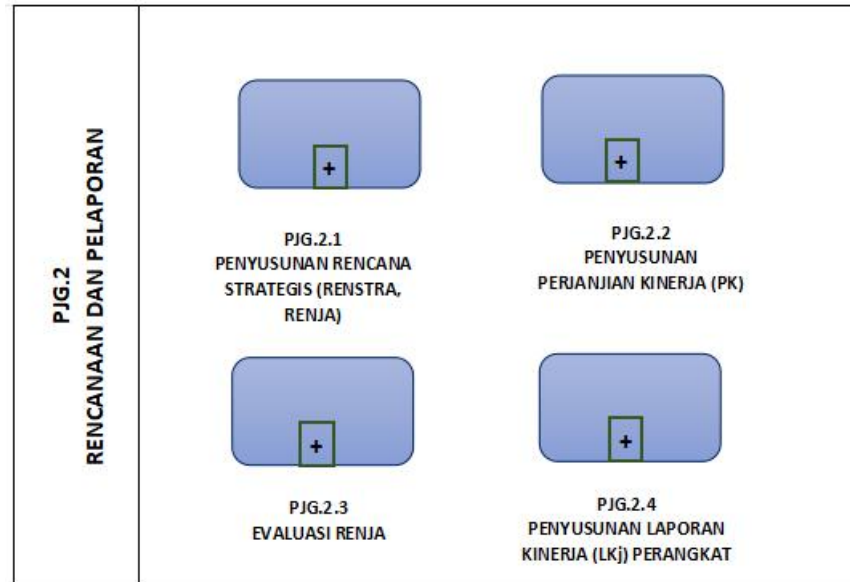 PJG.2
RENCANAAN DAN PELAPORAN
+
PJG.2.1
PENYUSUNAN RENCANA
STRATEGIS (RENSTRA,
RENJA)
+
PJG.2.2
PENYUSUNAN
PERJANJIAN KINERJA (PK)
+
PJG.2.3
EVALUASI RENJA
+
PJG.2.4
PENYUSUNAN LAPORAN
KINERJA (LKj) PERANGKAT